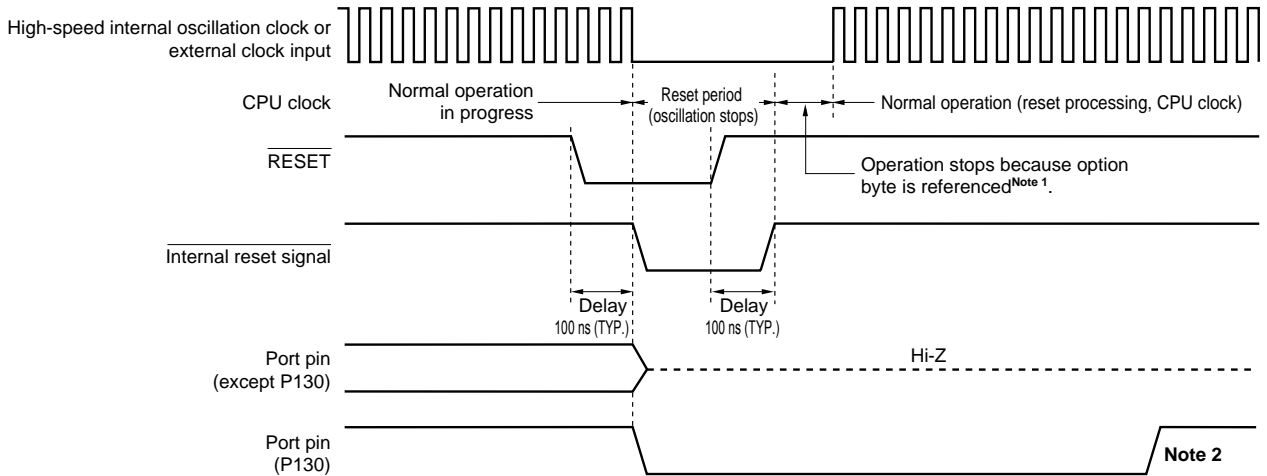 High-speed internal oscillation clock or
external clock input
CPU clock
Normal operation
in progress
Reset period
(oscillation stops)
Normal operation (reset processing, CPU clock)
RESET
Operation stops because option
byte is referencedNote 1.
Internal reset signal
Delay
100 ns (TYP.)
Delay
100 ns (TYP.)
Port pin
(except P130)
Hi-Z
Port pin
(P130)
Note 2